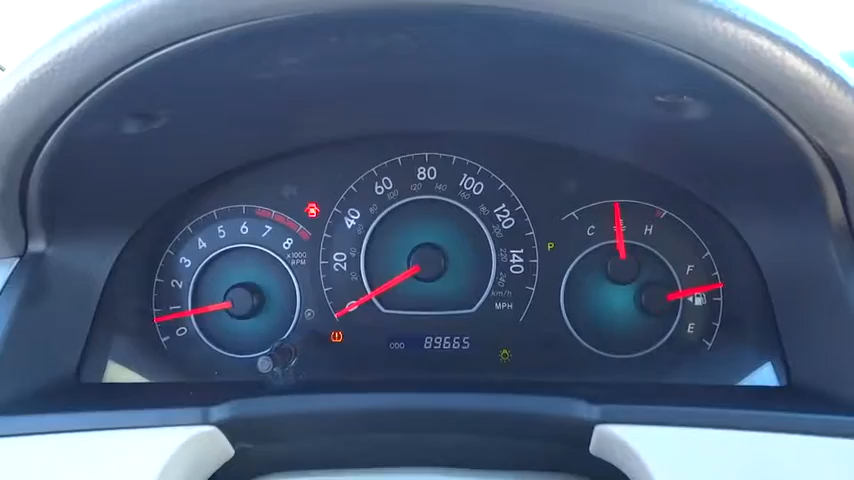 0 1 2 3 4 5 6 7 8
×1000
RPM
20 40 60 80 100 120 140
20 40 60 80 100 120 140 160 180 200 220 240
km/h
MPH
P
C H
F
E
ODO 89665